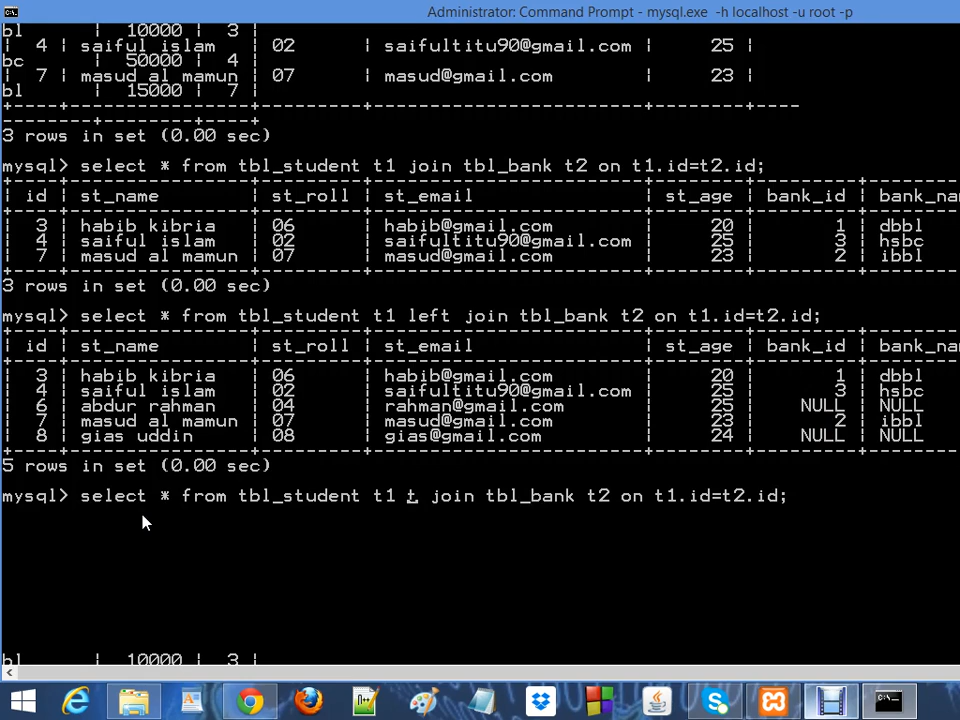 Administrator: Command Prompt - mysql.exe -h localhost -u root -p
bl | 10000 | 3 |
| 4 | saiful islam | 02 | saifultitu90@gmail.com | 25 |
bc | 50000 | 4 |
| 7 | masud al mamun | 07 | masud@gmail.com | 23 |
bl | 15000 | 7 |
+----+----------------+---------+------------------------+--------+----
--------+--------+----+
3 rows in set (0.00 sec)
mysql> select * from tbl_student t1 join tbl_bank t2 on t1.id=t2.id;
| id | st_name | st_roll | st_email | st_age | bank_id | bank_na
| 3 | habib kibria | 06 | habib@gmail.com | 20 | 1 | dbbl
| 4 | saiful islam | 02 | saifultitu90@gmail.com | 25 | 3 | hsbc
| 7 | masud al mamun | 07 | masud@gmail.com | 23 | 2 | ibbl
3 rows in set (0.00 sec)
mysql> select * from tbl_student t1 left join tbl_bank t2 on t1.id=t2.id;
| id | st_name | st_roll | st_email | st_age | bank_id | bank_na
| 3 | habib kibria | 06 | habib@gmail.com | 20 | 1 | dbbl
| 4 | saiful islam | 02 | saifultitu90@gmail.com | 25 | 3 | hsbc
| 6 | abdur rahman | 04 | rahman@gmail.com | 25 | NULL | NULL
| 7 | masud al mamun | 07 | masud@gmail.com | 23 | 2 | ibbl
| 8 | gias uddin | 08 | gias@gmail.com | 24 | NULL | NULL
5 rows in set (0.00 sec)
mysql> select * from tbl_student t1 t join tbl_bank t2 on t1.id=t2.id;
bl | 10000 | 3 |